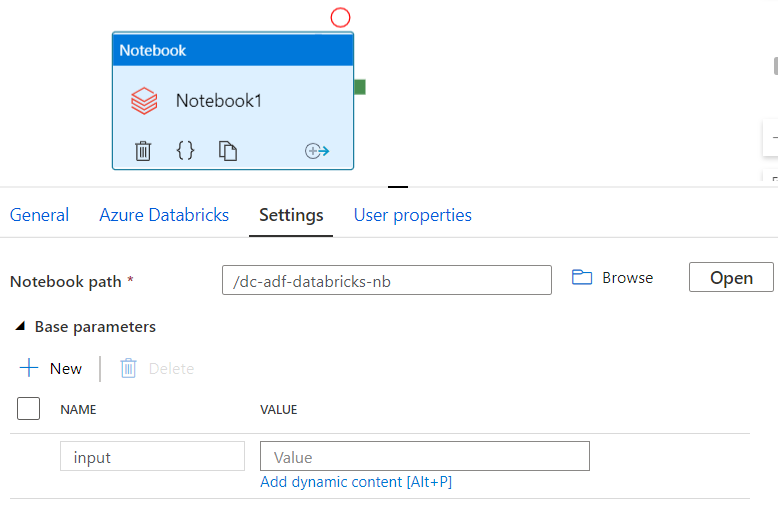 Notebook
Notebook1
General Azure Databricks Settings User properties
Notebook path * /dc-adf-databricks-nb Browse Open
Base parameters
New Delete
NAME VALUE
input Value
Add dynamic content [Alt+P]